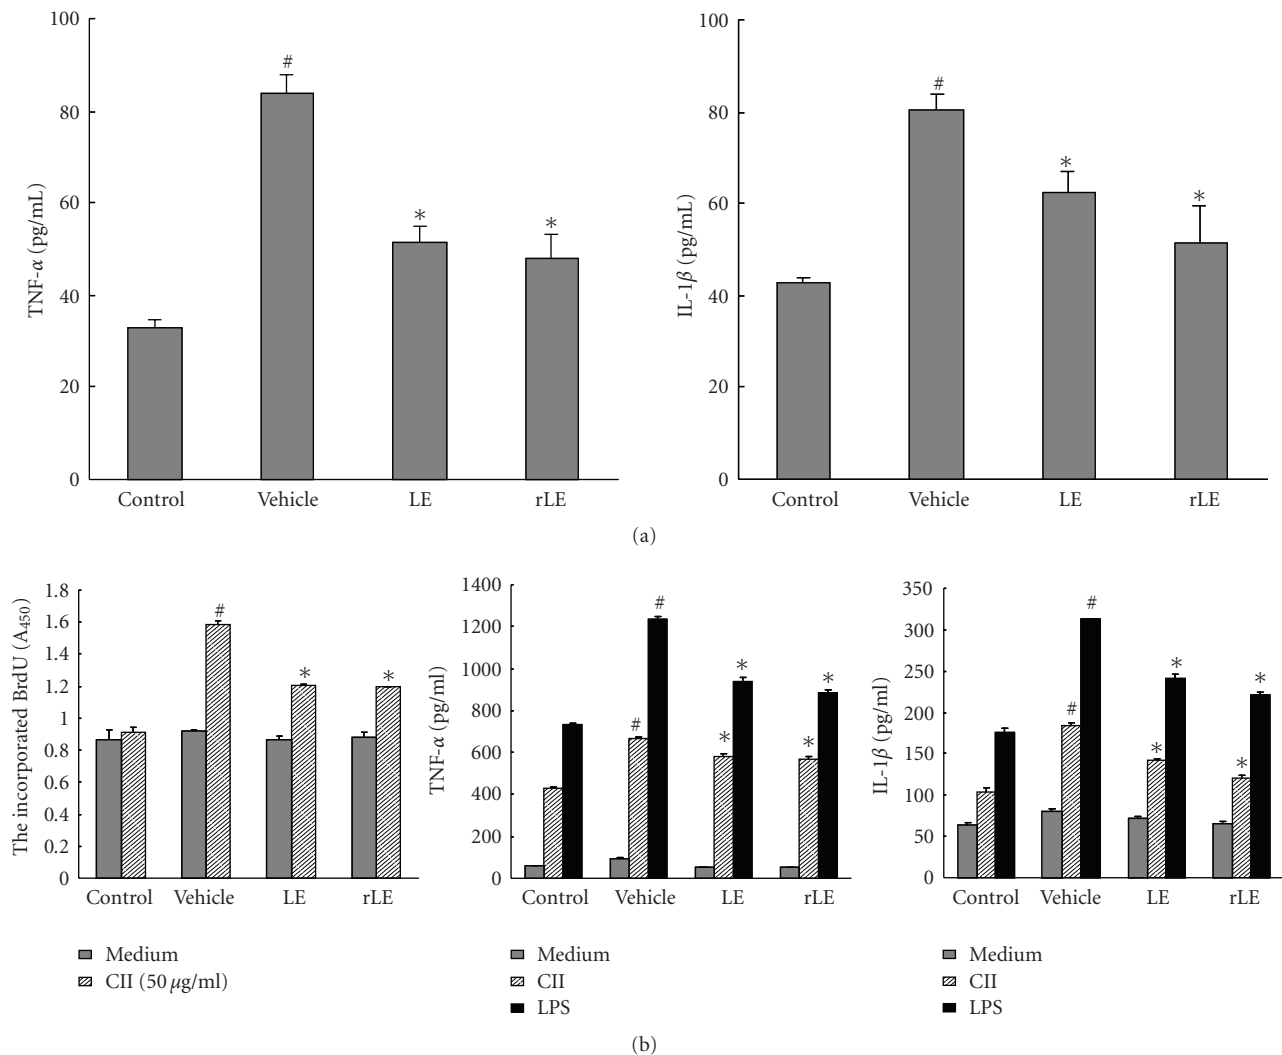 100
80
60
40
20
0
TNF-α (pg/mL)
#
*
*
Control Vehicle LE rLE
100
80
60
40
20
0
IL-1β (pg/mL)
#
*
*
Control Vehicle LE rLE
(a)
1.8
1.6
1.4
1.2
1
0.8
0.6
0.4
0.2
0
The incorporated BrdU (A450)
#
*
*
Control Vehicle LE rLE
Medium
CII (50 μg/ml)
1400
1200
1000
800
600
400
200
0
TNF-α (pg/ml)
#
#
*
*
*
*
Control Vehicle LE rLE
Medium
CII
LPS
350
300
250
200
150
100
50
0
IL-1β (pg/ml)
#
#
*
*
*
*
Control Vehicle LE rLE
Medium
CII
LPS
(b)